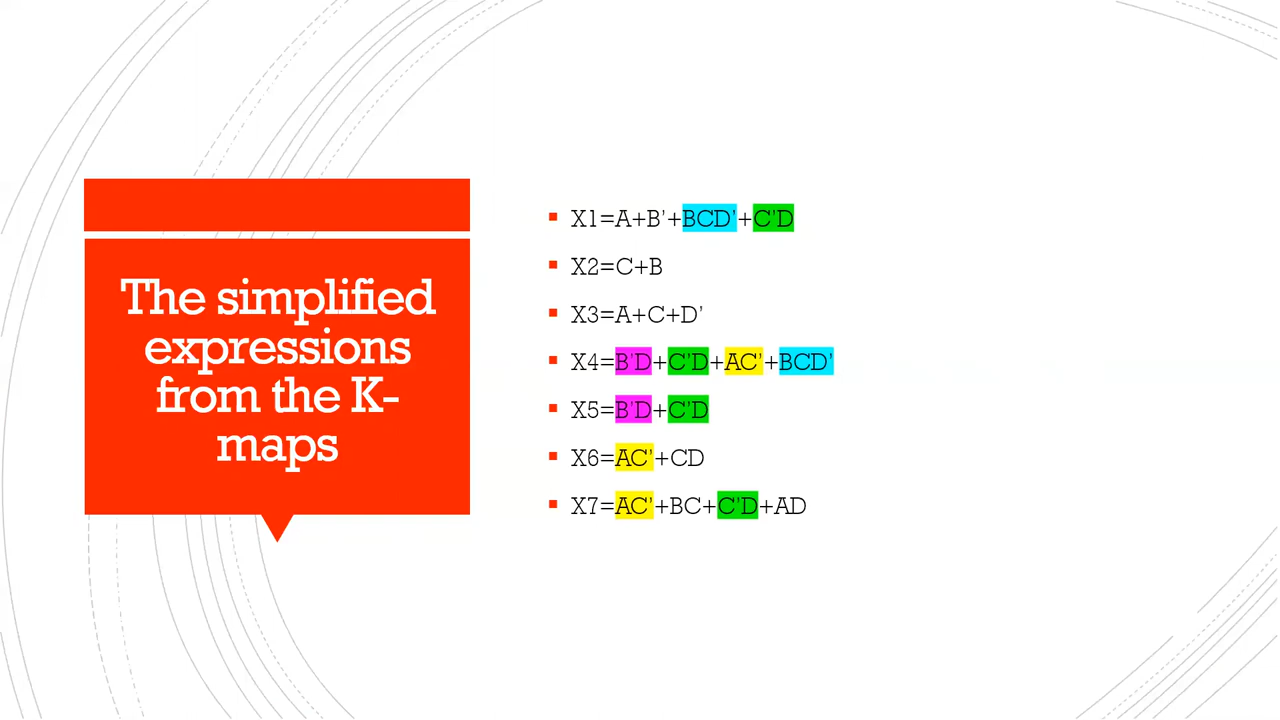 The simplified
expressions
from the K-
maps
X1=A+B'+BCD'+C'D
X2=C+B
X3=A+C+D'
X4=B'D+C'D+AC'+BCD'
X5=B'D+C'D
X6=AC'+CD
X7=AC'+BC+C'D+AD